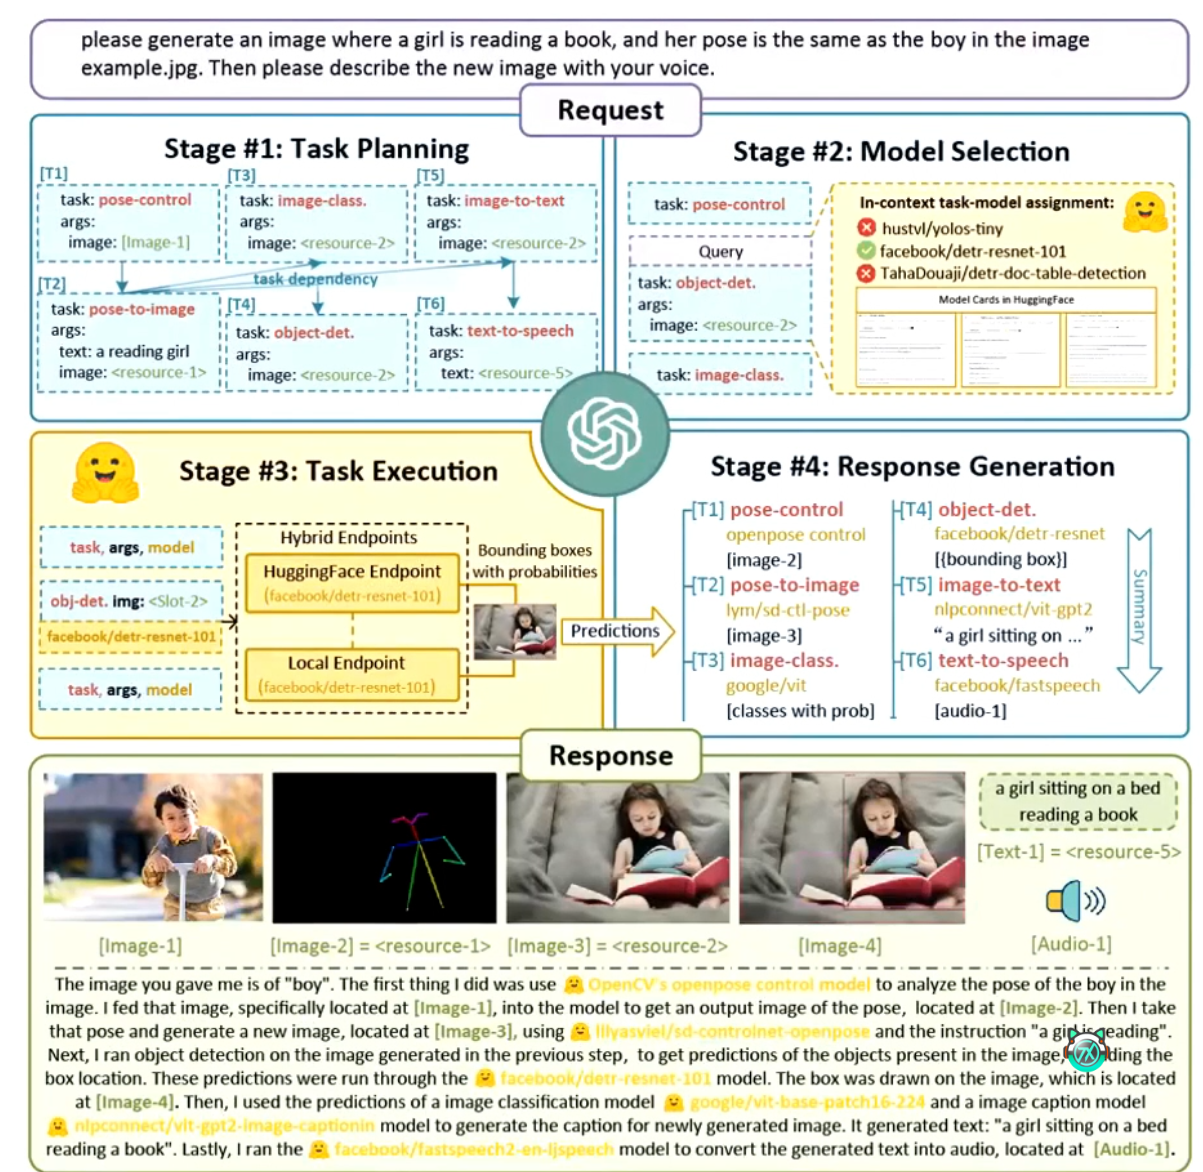 please generate an image where a girl is reading a book, and her pose is the same as the boy in the image
example.jpg. Then please describe the new image with your voice.
Request
Stage #1: Task Planning
[T1]
task: pose-control
args:
image: [Image-1]
[T3]
task: image-class.
args:
image: <resource-2>
[T5]
task: image-to-text
args:
image: <resource-2>
task dependency
[T2]
task: pose-to-image
args:
text: a reading girl
image: <resource-1>
[T4]
task: object-det.
args:
image: <resource-2>
[T6]
task: text-to-speech
args:
text: <resource-5>
Stage #2: Model Selection
task: pose-control
Query
task: object-det.
args:
image: <resource-2>
task: image-class.
In-context task-model assignment:
hustvl/yolos-tiny
facebook/detr-resnet-101
TahaDouaji/detr-doc-table-detection
Model Cards in HuggingFace
Stage #3: Task Execution
task, args, model
obj-det. img: <Slot-2>
facebook/detr-resnet-101
task, args, model
Hybrid Endpoints
HuggingFace Endpoint
(facebook/detr-resnet-101)
Local Endpoint
(facebook/detr-resnet-101)
Bounding boxes
with probabilities
Predictions
Stage #4: Response Generation
[T1] pose-control
openpose control
[image-2]
[T2] pose-to-image
lym/sd-ctl-pose
[image-3]
[T3] image-class.
google/vit
[classes with prob]
[T4] object-det.
facebook/detr-resnet
[{bounding box}]
[T5] image-to-text
nlpconnect/vit-gpt2
“a girl sitting on ...”
[T6] text-to-speech
facebook/fastspeech
[audio-1]
Summary
Response
a girl sitting on a bed
reading a book
[Text-1] = <resource-5>
[Image-1]
[Image-2] = <resource-1>
[Image-3] = <resource-2>
[Image-4]
[Audio-1]
The image you gave me is of "boy". The first thing I did was use OpenCV's openpose control model to analyze the pose of the boy in the
image. I fed that image, specifically located at [Image-1], into the model to get an output image of the pose, located at [Image-2]. Then I take
that pose and generate a new image, located at [Image-3], using lllyasviel/sd-controlnet-openpose and the instruction "a girl is reading".
Next, I ran object detection on the image generated in the previous step, to get predictions of the objects present in the image, the
box location. These predictions were run through the facebook/detr-resnet-101 model. The box was drawn on the image, which is located
at [Image-4]. Then, I used the predictions of a image classification model google/vit-base-patch16-224 and a image caption model
nlpconnect/vit-gpt2-image-captionin model to generate the caption for newly generated image. It generated text: "a girl sitting on a bed
reading a book". Lastly, I ran the facebook/fastspeech2-en-ljspeech model to convert the generated text into audio, located at [Audio-1].